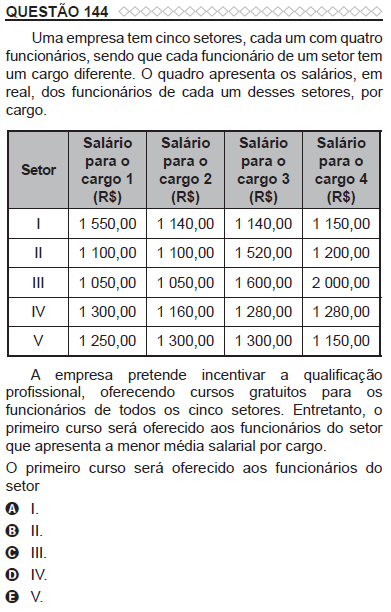 QUESTÃO 144
Uma empresa tem cinco setores, cada um com quatro
funcionários, sendo que cada funcionário de um setor tem
um cargo diferente. O quadro apresenta os salários, em
real, dos funcionários de cada um desses setores, por
cargo.
Setor | Salário para o cargo 1 (R$) | Salário para o cargo 2 (R$) | Salário para o cargo 3 (R$) | Salário para o cargo 4 (R$)
I | 1 550,00 | 1 140,00 | 1 140,00 | 1 150,00
II | 1 100,00 | 1 100,00 | 1 520,00 | 1 200,00
III | 1 050,00 | 1 050,00 | 1 600,00 | 2 000,00
IV | 1 300,00 | 1 160,00 | 1 280,00 | 1 280,00
V | 1 250,00 | 1 300,00 | 1 300,00 | 1 150,00
A empresa pretende incentivar a qualificação
profissional, oferecendo cursos gratuitos para os
funcionários de todos os cinco setores. Entretanto, o
primeiro curso será oferecido aos funcionários do setor
que apresenta a menor média salarial por cargo.
O primeiro curso será oferecido aos funcionários do
setor
A I.
B II.
C III.
D IV.
E V.